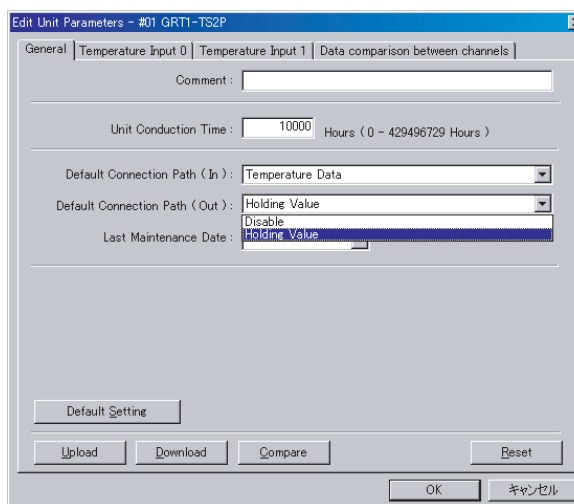 Edit Unit Parameters - #01 GRT1-TS2P
General Temperature Input 0 Temperature Input 1 Data comparison between channels
Comment :
Unit Conduction Time : 10000 Hours ( 0 - 429496729 Hours )
Default Connection Path ( In ) : Temperature Data
Default Connection Path ( Out ) : Holding Value
Disable
Last Maintenance Date : Holding Value
Default Setting
Upload Download Compare Reset
OK キャンセル